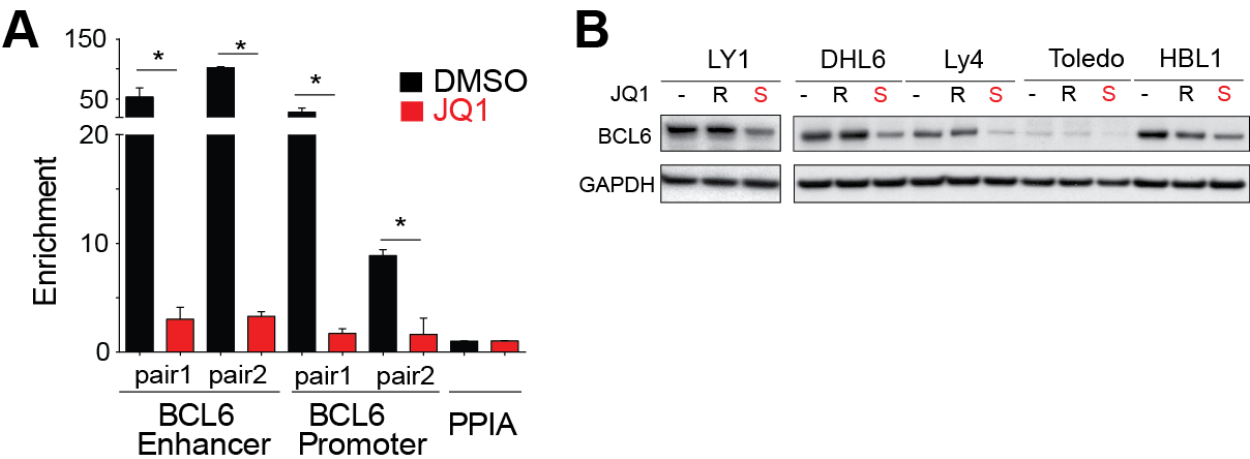 A
150
50
20
10
0
Enrichment
* * * *
DMSO
JQ1
pair1 pair2 pair1 pair2
BCL6 Enhancer
BCL6 Promoter
PPIA
B
LY1 DHL6 Ly4 Toledo HBL1
JQ1 - R S - R S - R S - R S - R S
BCL6
GAPDH